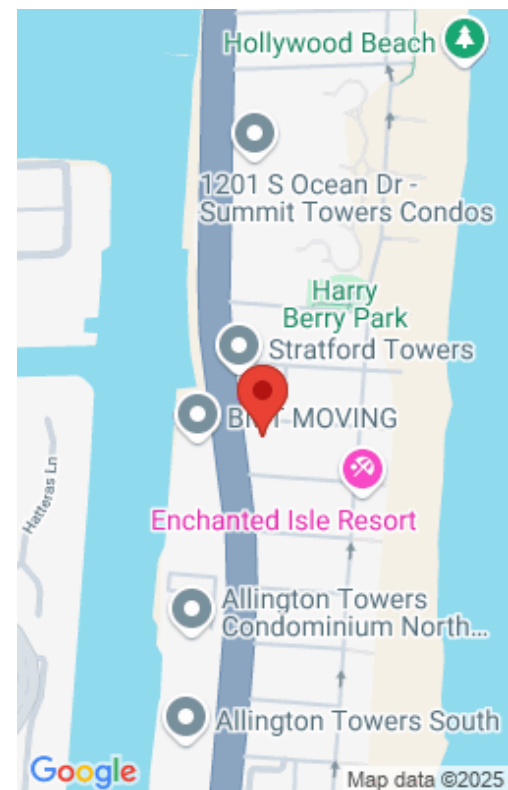 Hollywood Beach
1201 S Ocean Dr -
Summit Towers Condos
Harry
Berry Park
Stratford Towers
MOVING
Hatteras Ln
Enchanted Isle Resort
Allington Towers
Condominium North...
Allington Towers South
Google
Map data ©2025